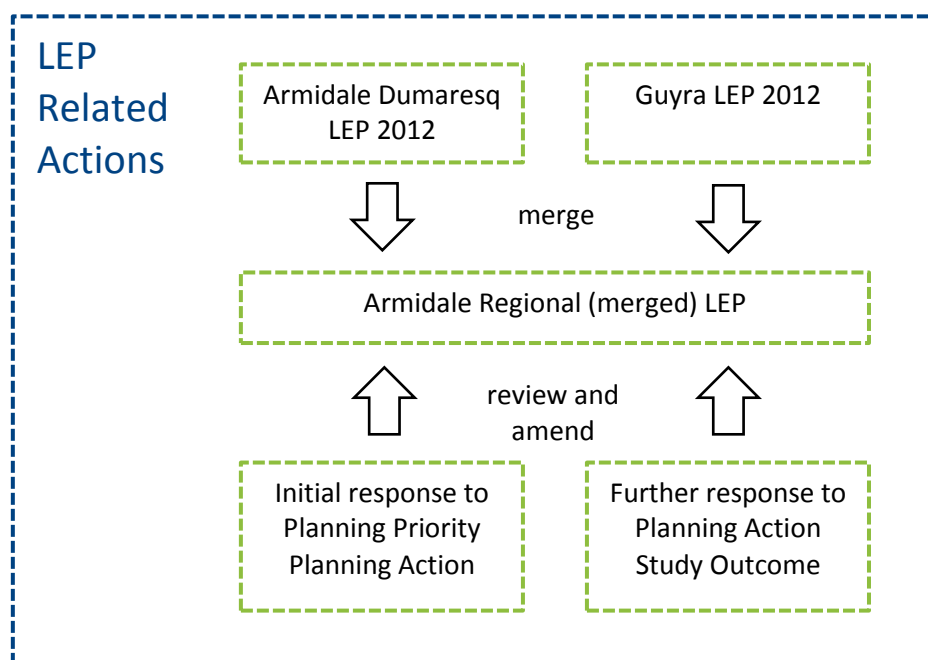 LEP
Related
Actions
Armidale Dumaresq
LEP 2012
Guyra LEP 2012
merge
Armidale Regional (merged) LEP
review and
amend
Initial response to
Planning Priority
Planning Action
Further response to
Planning Action
Study Outcome